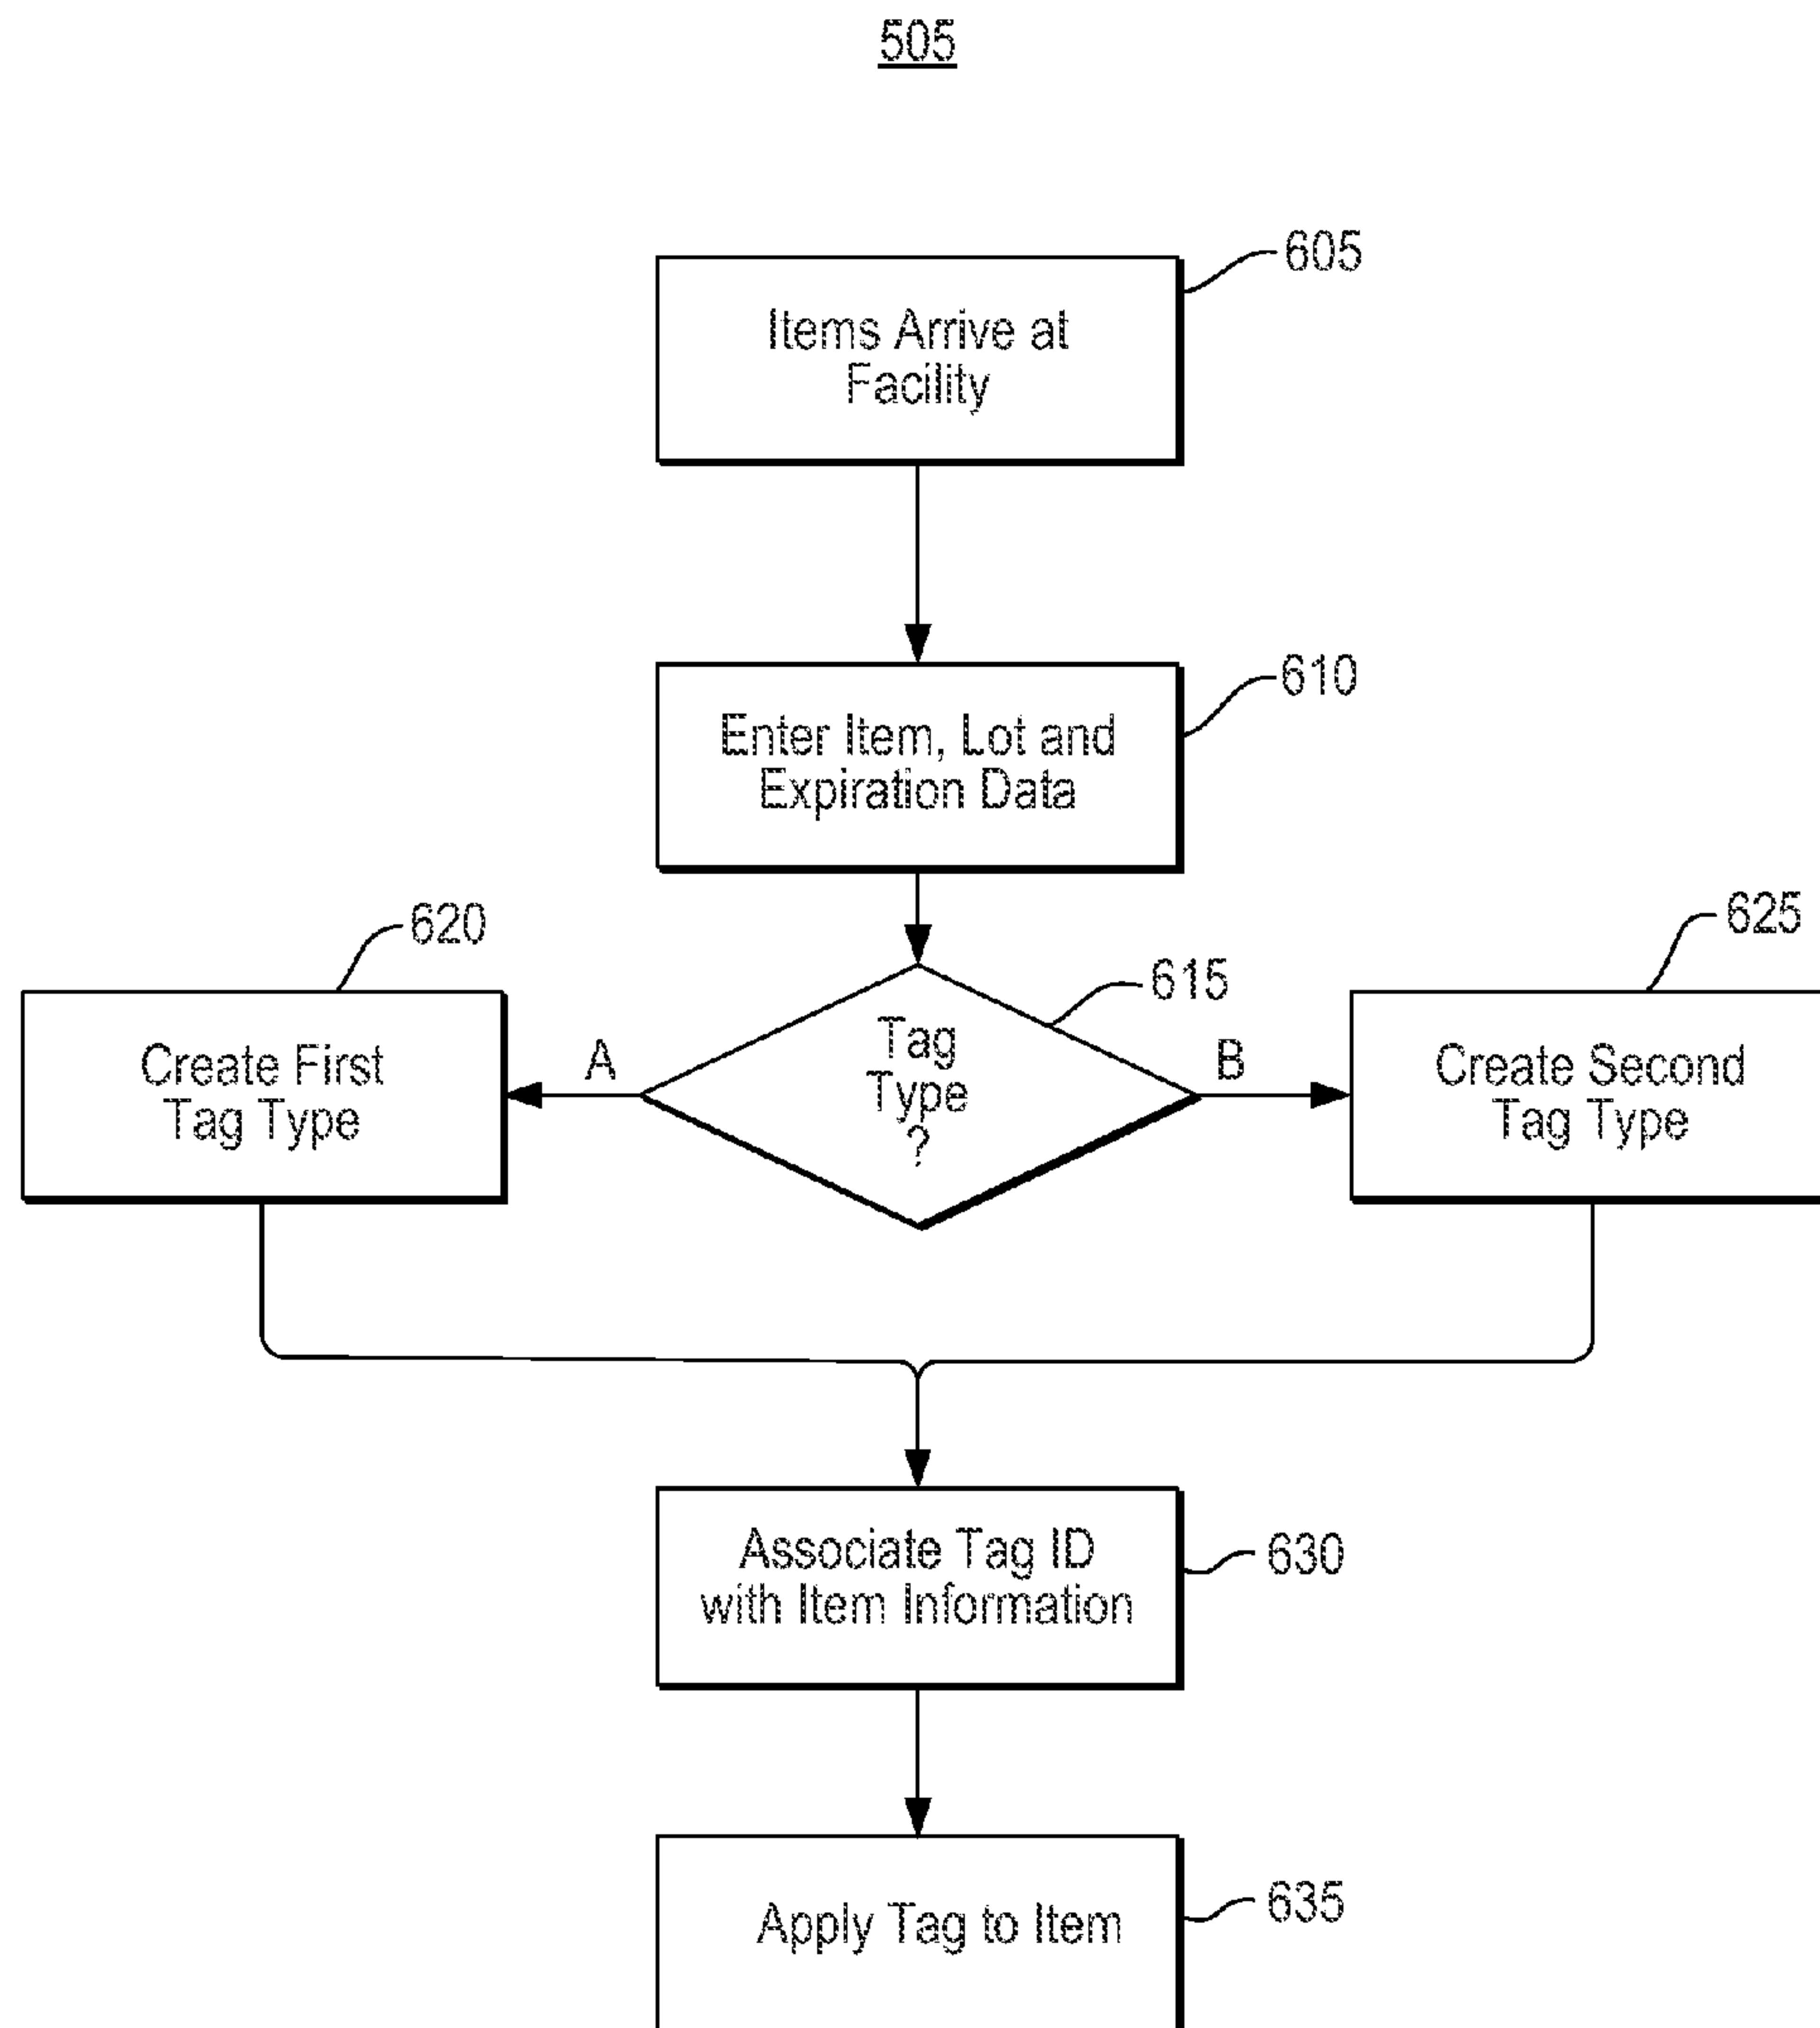 505
605
Items Arrive at
Facility
610
Enter Item, Lot and
Expiration Data
620
625
615
Create First
Tag Type
A
Tag
Type
?
B
Create Second
Tag Type
Associate Tag ID
with Item Information
630
Apply Tag to Item
635